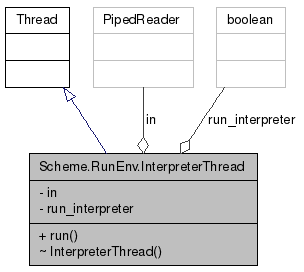 Thread
PipedReader
boolean
in
run_interpreter
Scheme.RunEnv.InterpreterThread
- in
- run_interpreter
+ run()
~ InterpreterThread()